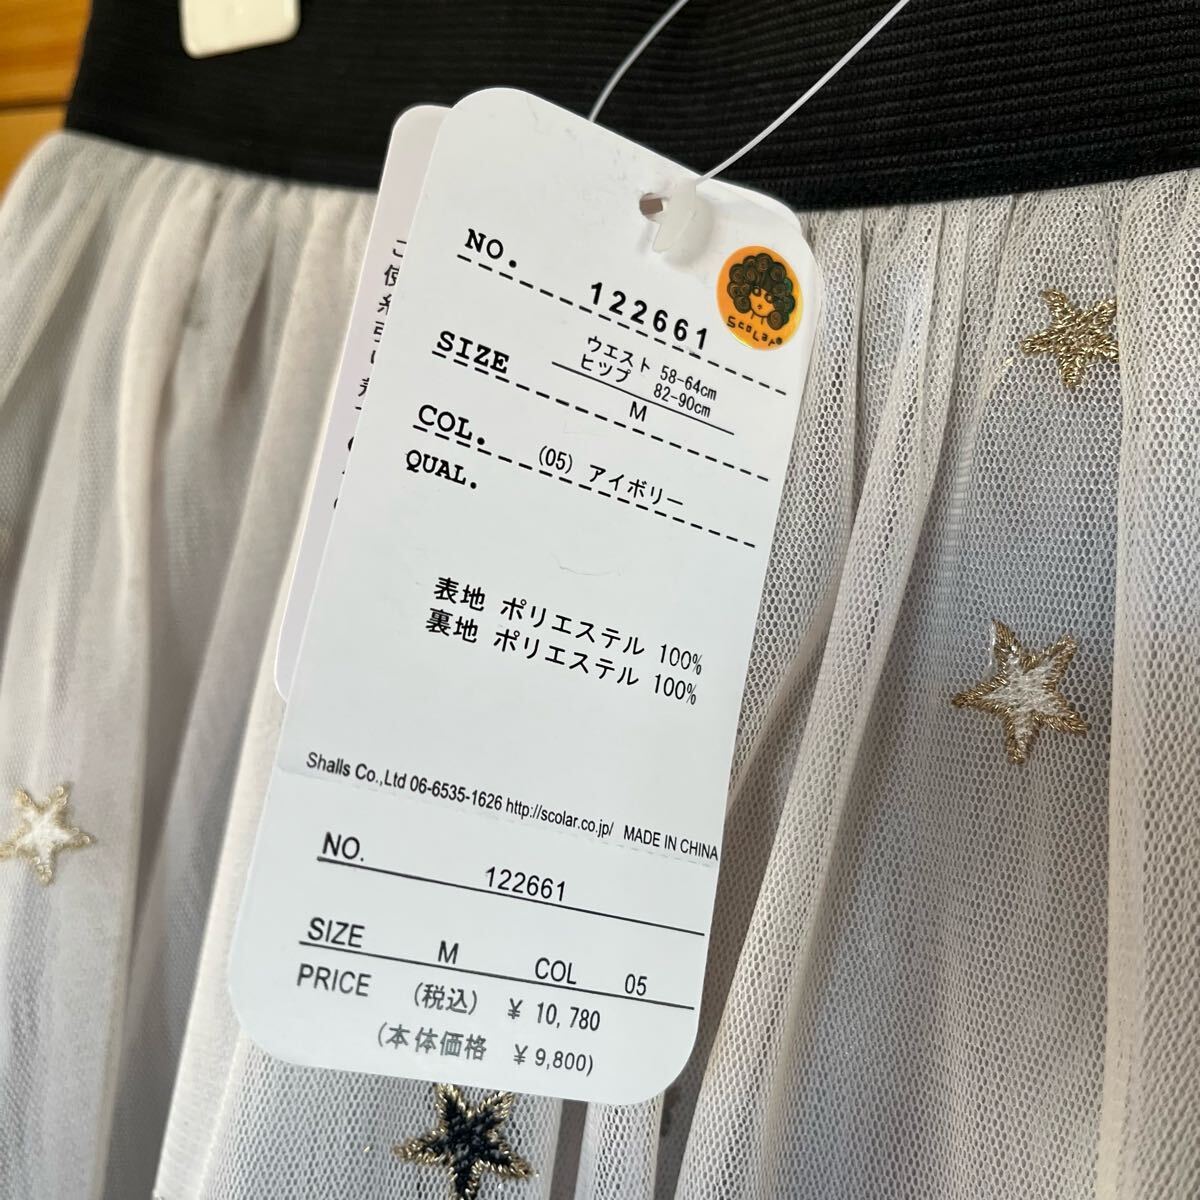 NO.
122661
ScoLar
SIZE
ウエスト 58-64cm
ヒップ 82-90cm
M
COL.
(05) アイボリー
QUAL.
表地 ポリエステル 100%
裏地 ポリエステル 100%
Shalls Co.,Ltd 06-6535-1626 http://scolar.co.jp/ MADE IN CHINA
NO. 122661
SIZE M COL 05
PRICE (税込) ¥ 10,780
(本体価格 ¥ 9,800)